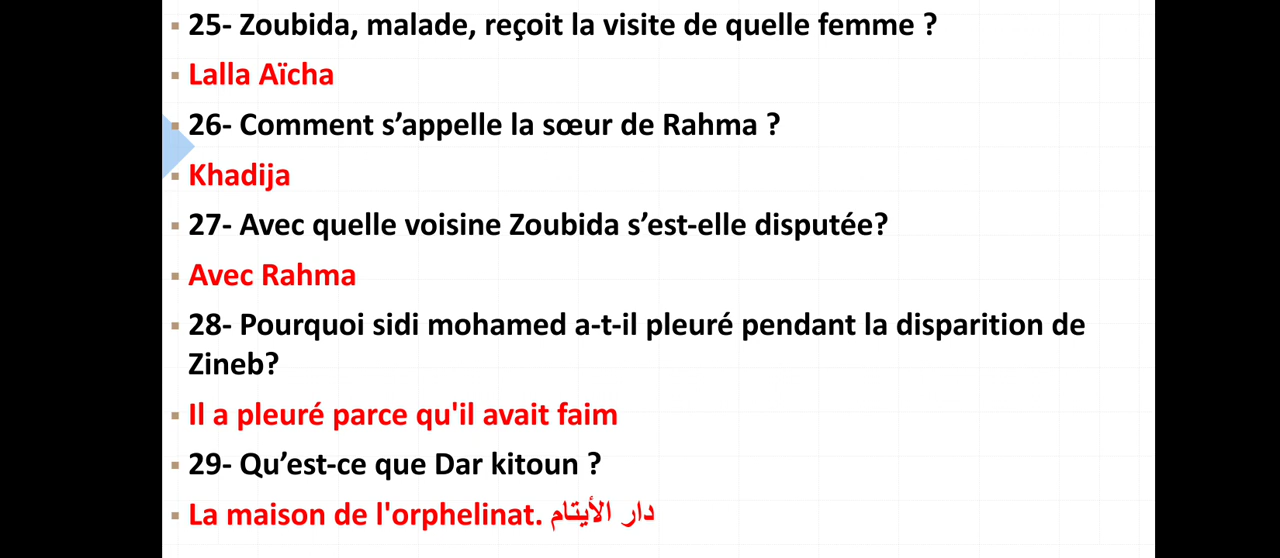 25- Zoubida, malade, reçoit la visite de quelle femme ?
Lalla Aïcha
26- Comment s’appelle la sœur de Rahma ?
Khadija
27- Avec quelle voisine Zoubida s’est-elle disputée?
Avec Rahma
28- Pourquoi sidi mohamed a-t-il pleuré pendant la disparition de
Zineb?
Il a pleuré parce qu'il avait faim
29- Qu’est-ce que Dar kitoun ?
La maison de l'orphelinat. دار الأيتام